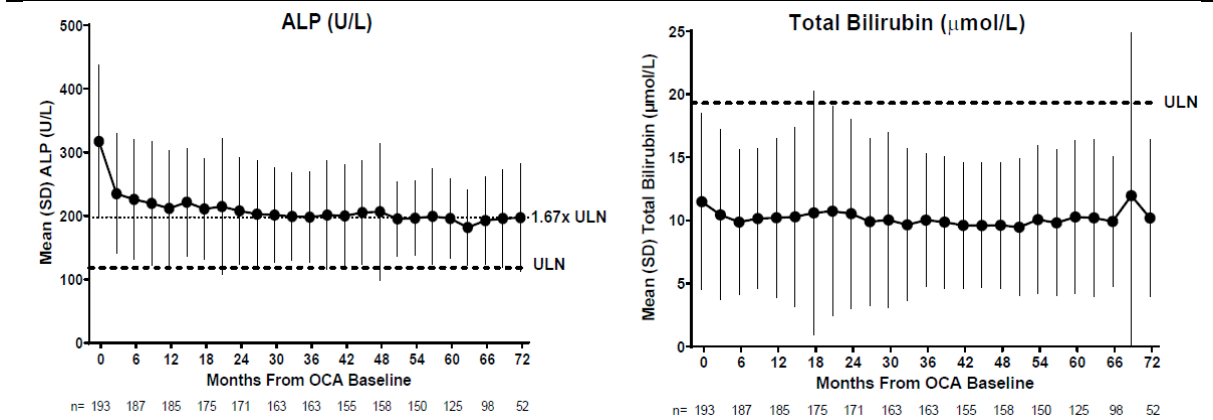 ALP (U/L)
Mean (SD) ALP (U/L)
500
400
300
200
100
0
1.67x ULN
ULN
0 6 12 18 24 30 36 42 48 54 60 66 72
Months From OCA Baseline
n= 193 187 185 175 171 163 163 155 158 150 125 98 52
Total Bilirubin (μmol/L)
Mean (SD) Total Bilirubin (μmol/L)
25
20
15
10
5
0
ULN
0 6 12 18 24 30 36 42 48 54 60 66 72
Months From OCA Baseline
n= 193 187 185 175 171 163 163 155 158 150 125 98 52